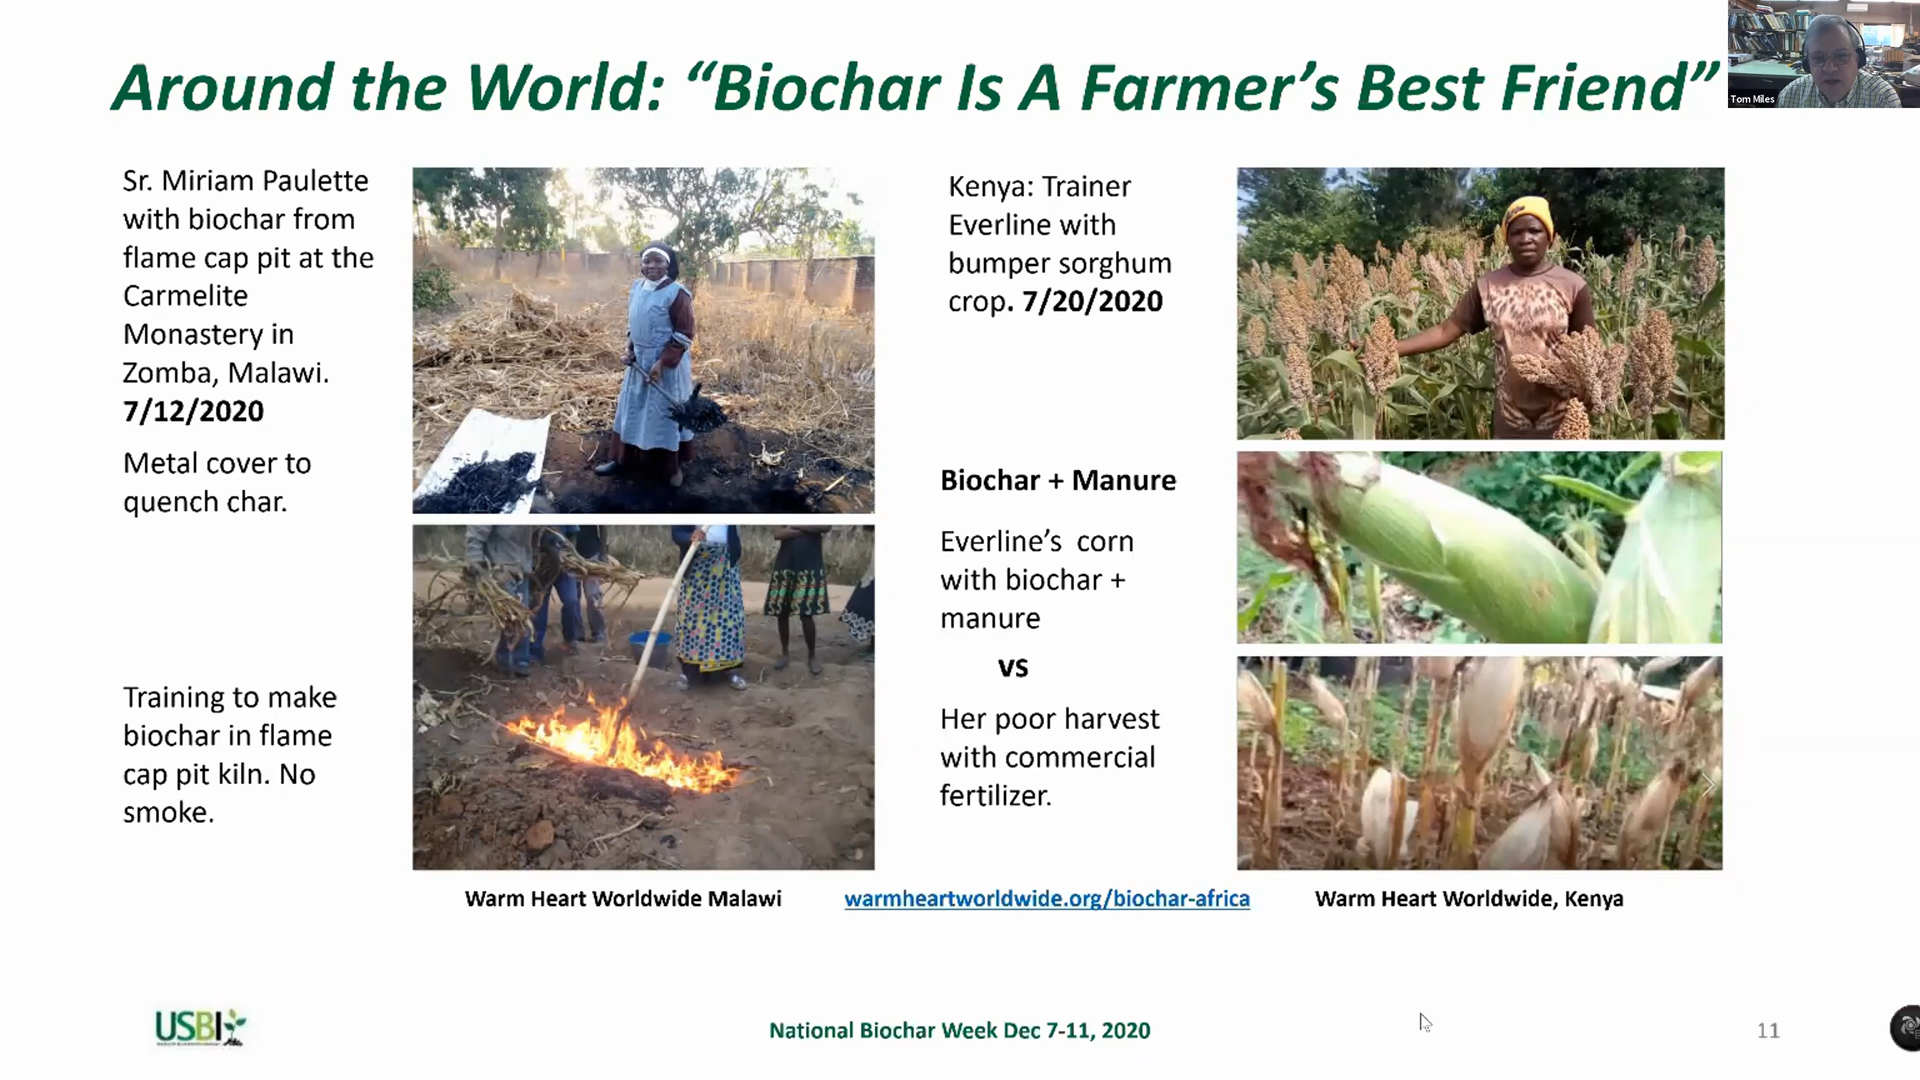 Around the World: “Biochar Is A Farmer’s Best Friend”
Tom Miles
Sr. Miriam Paulette
with biochar from
flame cap pit at the
Carmelite
Monastery in
Zomba, Malawi.
7/12/2020
Metal cover to
quench char.
Training to make
biochar in flame
cap pit kiln. No
smoke.
Kenya: Trainer
Everline with
bumper sorghum
crop. 7/20/2020
Biochar + Manure
Everline’s corn
with biochar +
manure
vs
Her poor harvest
with commercial
fertilizer.
Warm Heart Worldwide Malawi
warmheartworldwide.org/biochar-africa
Warm Heart Worldwide, Kenya
USBI
National Biochar Week Dec 7-11, 2020
11